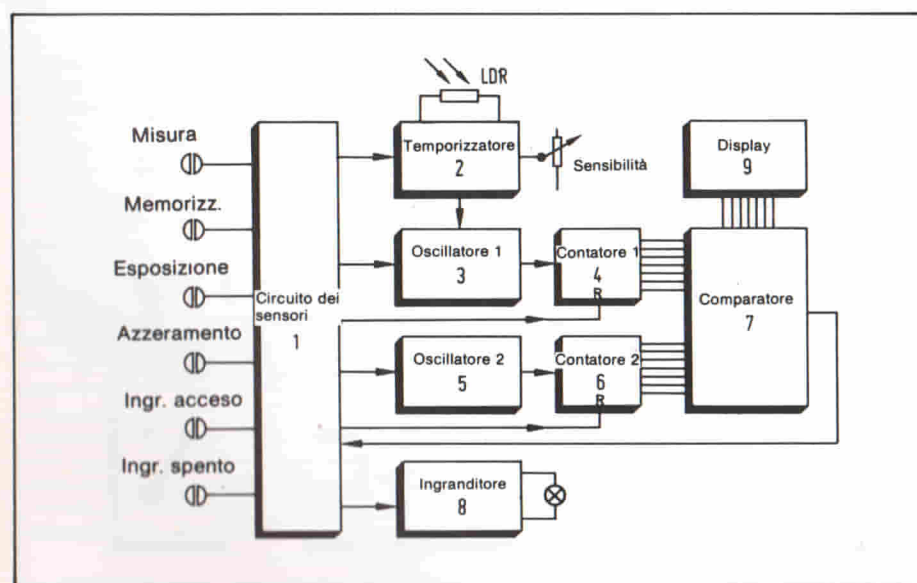 LDR
Misura
Temporizzatore
2
Sensibilità
Display
9
Memorizz.
Esposizione
Oscillatore 1
3
Contatore 1
4
R
Comparatore
7
Circuito dei
sensori
1
Azzeramento
Oscillatore 2
5
Contatore 2
6
R
Ingr. acceso
Ingr. spento
Ingranditore
8